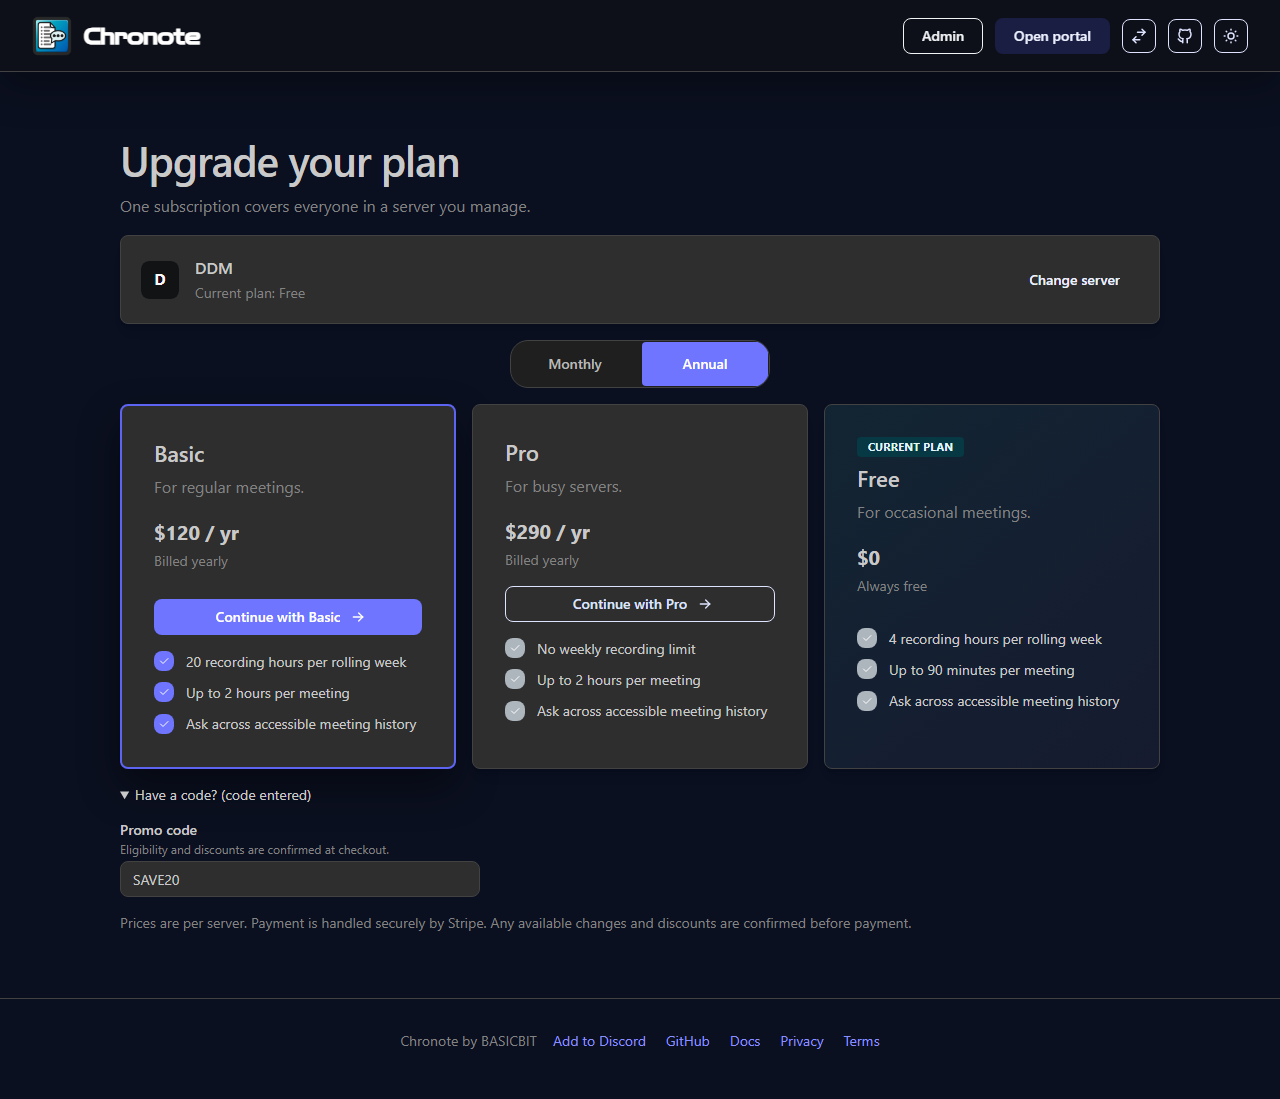 Chronote
Admin
Open portal
Upgrade your plan
One subscription covers everyone in a server you manage.
D
DDM
Current plan: Free
Change server
Monthly
Annual
Basic
For regular meetings.
$120 / yr
Billed yearly
Continue with Basic →
20 recording hours per rolling week
Up to 2 hours per meeting
Ask across accessible meeting history
Pro
For busy servers.
$290 / yr
Billed yearly
Continue with Pro →
No weekly recording limit
Up to 2 hours per meeting
Ask across accessible meeting history
CURRENT PLAN
Free
For occasional meetings.
$0
Always free
4 recording hours per rolling week
Up to 90 minutes per meeting
Ask across accessible meeting history
▼ Have a code? (code entered)
Promo code
Eligibility and discounts are confirmed at checkout.
SAVE20
Prices are per server. Payment is handled securely by Stripe. Any available changes and discounts are confirmed before payment.
Chronote by BASICBIT Add to Discord GitHub Docs Privacy Terms